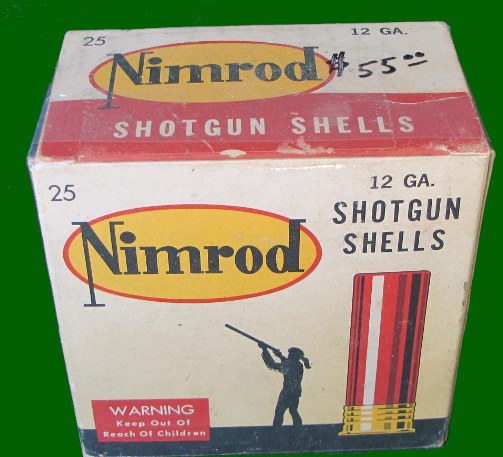 25
12 GA.
Nimrod
$55.00
SHOTGUN SHELLS
25
12 GA.
SHOTGUN
SHELLS
Nimrod
WARNING
Keep Out Of
Reach Of Children